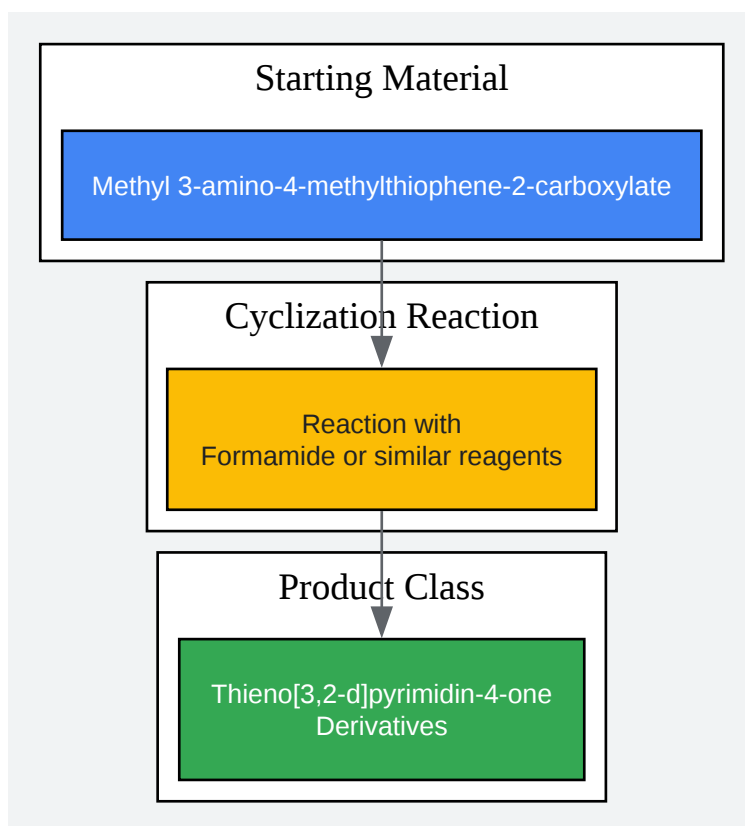 Starting Material
Methyl 3-amino-4-methylthiophene-2-carboxylate
Cyclization Reaction
Reaction with
Formamide or similar reagents
Product Class
Thieno[3,2-d]pyrimidin-4-one
Derivatives